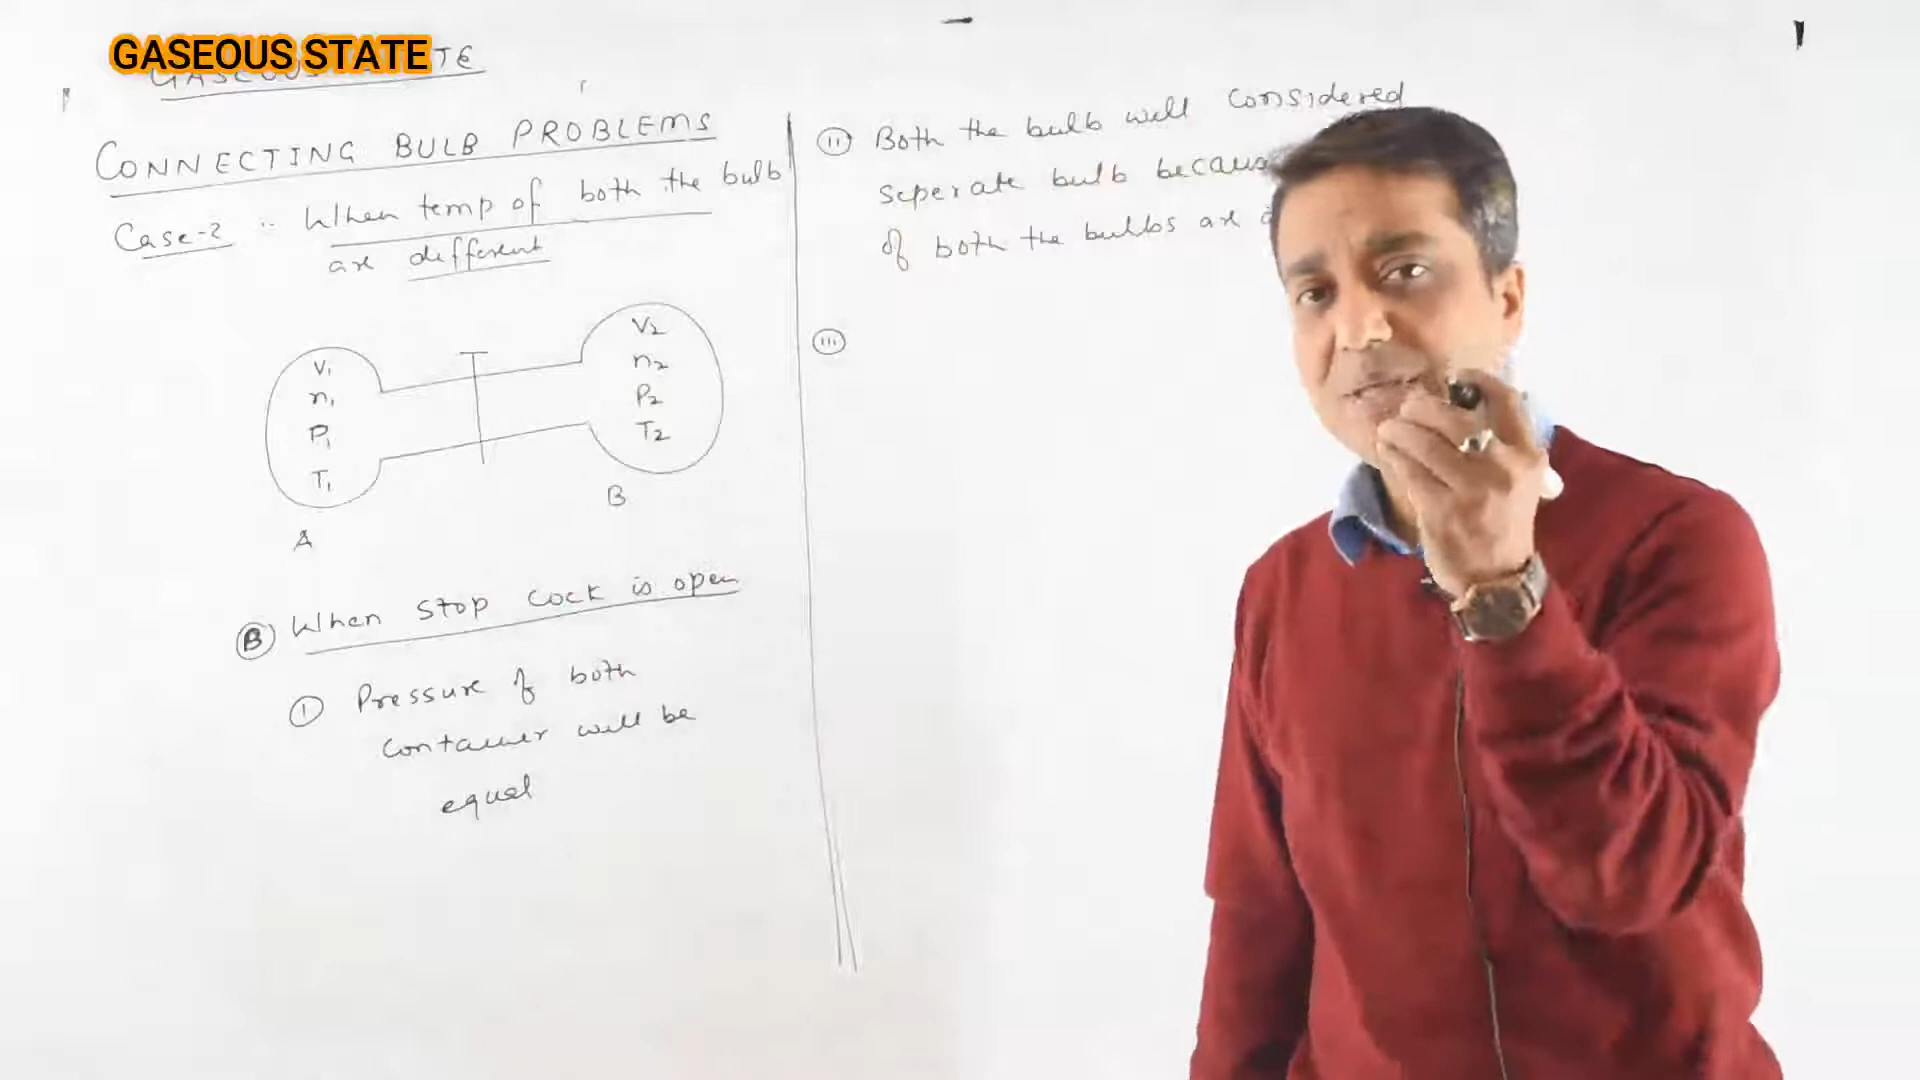 GASEOUS STATE
CONNECTING BULB PROBLEMS
Case-2 :- When temp of both the bulb
are different
V1
n1
P1
T1
A
V2
n2
P2
T2
B
(B) When stop cock is open
(I) Pressure of both
container will be
equal
(II) Both the bulb will considered
seperate bulb because
of both the bulbs are
(III)